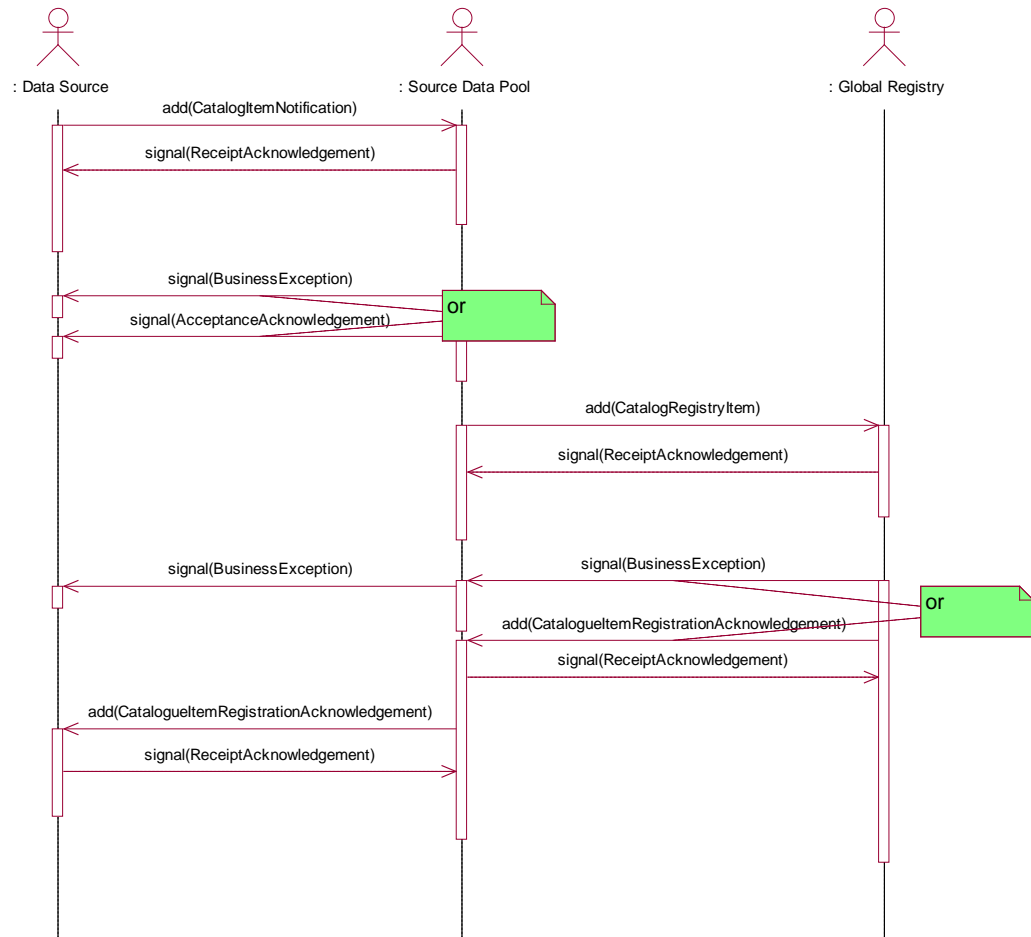 : Data Source
: Source Data Pool
: Global Registry
add(CatalogItemNotification)
signal(ReceiptAcknowledgement)
signal(BusinessException)
or
signal(AcceptanceAcknowledgement)
add(CatalogRegistryItem)
signal(ReceiptAcknowledgement)
signal(BusinessException)
signal(BusinessException)
or
add(CatalogueItemRegistrationAcknowledgement)
signal(ReceiptAcknowledgement)
add(CatalogueItemRegistrationAcknowledgement)
signal(ReceiptAcknowledgement)